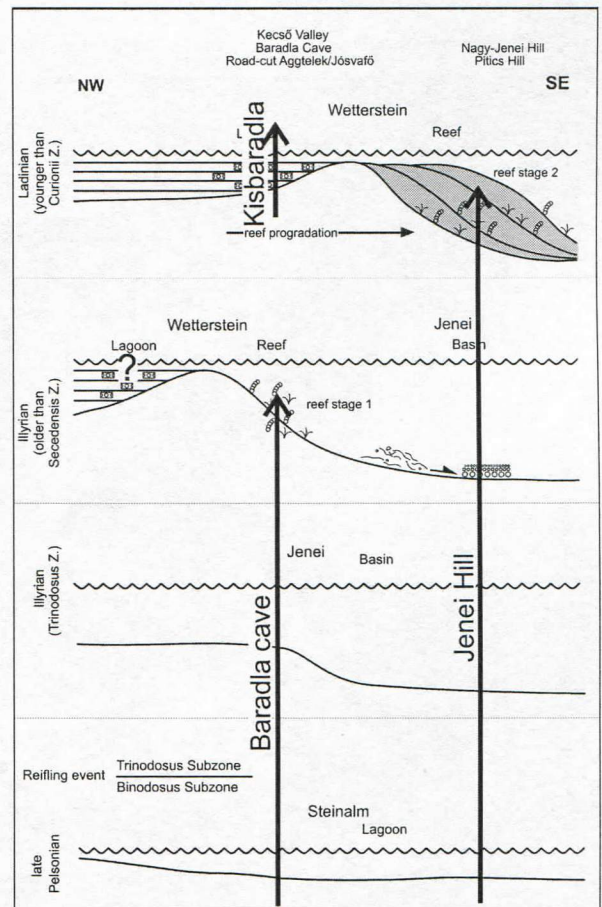 Kecső Valley
Baradla Cave
Road-cut Aggtelek/Jósvafő
Nagy-Jenei Hill
Pitics Hill
NW
SE
Wetterstein
L
Reef
Kisbaradla
reef stage 2
reef progradation
Ladinian
(younger than
Curionii Z.)
Wetterstein
Jenei
Lagoon
Reef
Basin
?
reef stage 1
Illyrian
(older than
Secedensis Z.)
Jenei
Basin
Illyrian
(Trinodosus Z.)
Baradla cave
Jenei Hill
Reifling event
Trinodosus Subzone
Binodosus Subzone
Steinalm
Lagoon
late
Pelsonian